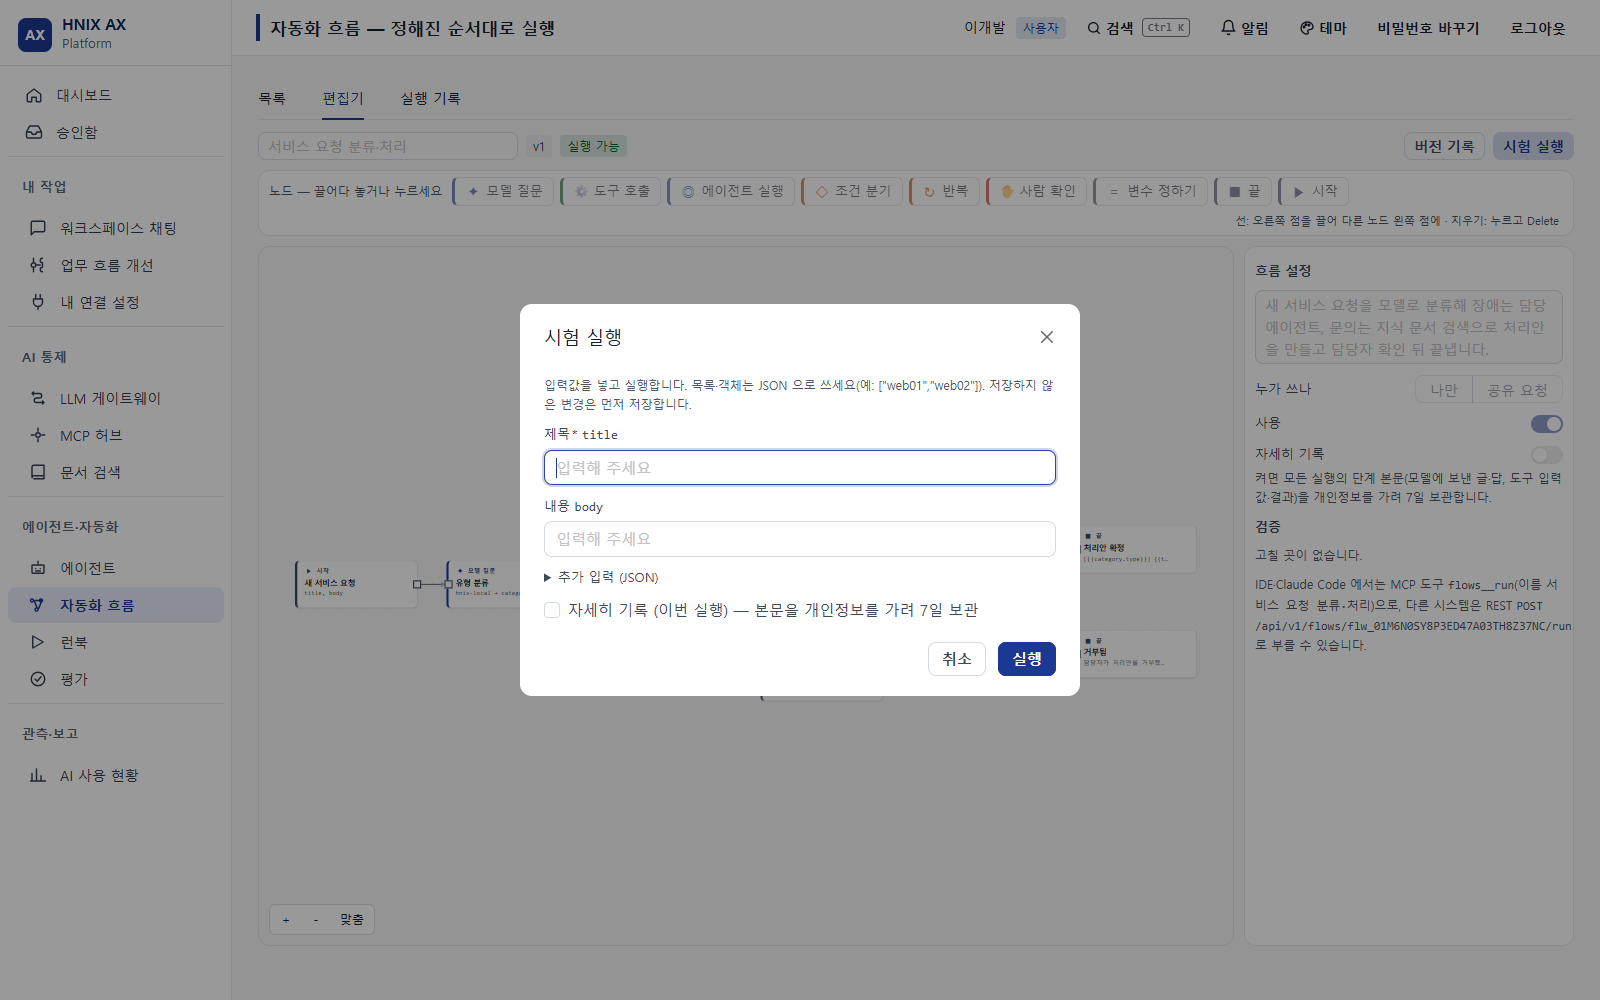 AX
HNIX AX
Platform
대시보드
승인함
내 작업
워크스페이스 채팅
업무 흐름 개선
내 연결 설정
AI 통제
LLM 게이트웨이
MCP 허브
문서 검색
에이전트·자동화
에이전트
자동화 흐름
런북
평가
관측·보고
AI 사용 현황
자동화 흐름 — 정해진 순서대로 실행
이개발 사용자 검색 Ctrl K 알림 테마 비밀번호 바꾸기 로그아웃
목록 편집기 실행 기록
서비스 요청 분류·처리 v1 실행 가능 버전 기록 시험 실행
노드 — 끌어다 놓거나 누르세요 모델 질문 도구 호출 에이전트 실행 조건 분기 반복 사람 확인 = 변수 정하기 끝 시작
선: 오른쪽 점을 끌어 다른 노드 왼쪽 점에 · 지우기: 누르고 Delete
시작
새 서비스 요청
title, body
모델 질문
유형 분류
hnix-local → catego
끝
처리안 확정
[{{category.type}}] {{t…
끝
거부됨
담당자가 처리안을 거부했…
+ - 맞춤
시험 실행
입력값을 넣고 실행합니다. 목록·객체는 JSON 으로 쓰세요(예: ["web01","web02"]). 저장하지 않
은 변경은 먼저 저장합니다.
제목* title
입력해 주세요
내용 body
입력해 주세요
추가 입력 (JSON)
자세히 기록 (이번 실행) — 본문을 개인정보를 가려 7일 보관
취소 실행
흐름 설정
새 서비스 요청을 모델로 분류해 장애는 담당
에이전트, 문의는 지식 문서 검색으로 처리안
을 만들고 담당자 확인 뒤 끝냅니다.
누가 쓰나 나만 공유 요청
사용
자세히 기록
켜면 모든 실행의 단계 본문(모델에 보낸 글·답, 도구 입력
값·결과)을 개인정보를 가려 7일 보관합니다.
검증
고칠 곳이 없습니다.
IDE·Claude Code 에서는 MCP 도구 flows__run(이름 서
비스 요청 분류·처리)으로, 다른 시스템은 REST POST
/api/v1/flows/flw_01M6N0SY8P3ED47A03TH8Z37NC/run
로 부를 수 있습니다.